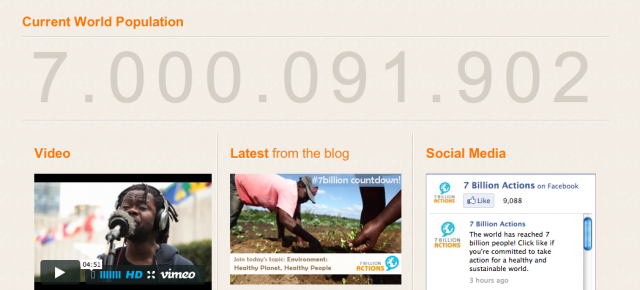 Current World Population
7.000.091.902
Video
Latest from the blog
Social Media
04:51
HD
vimeo
#7billion countdown!
Join today's topic: Environment:
Healthy Planet, Healthy People
7 BILLION
ACTIONS
7 BILLION
ACTIONS
7 Billion Actions on Facebook
Like 9,088
7 BILLION
ACTIONS
7 Billion Actions
The world has reached 7
billion people! Click like if
you're committed to take
action for a healthy and
sustainable world.
3 hours ago